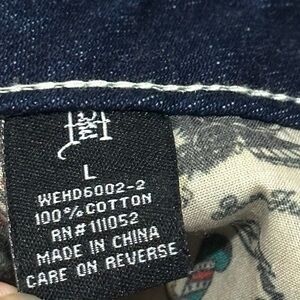 L
WEHD6002-2
100% COTTON
RN#111052
MADE IN CHINA
CARE ON REVERSE